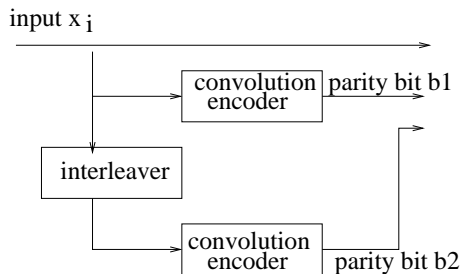 input x i
convolution
encoder
parity bit b1
interleaver
convolution
encoder
parity bit b2